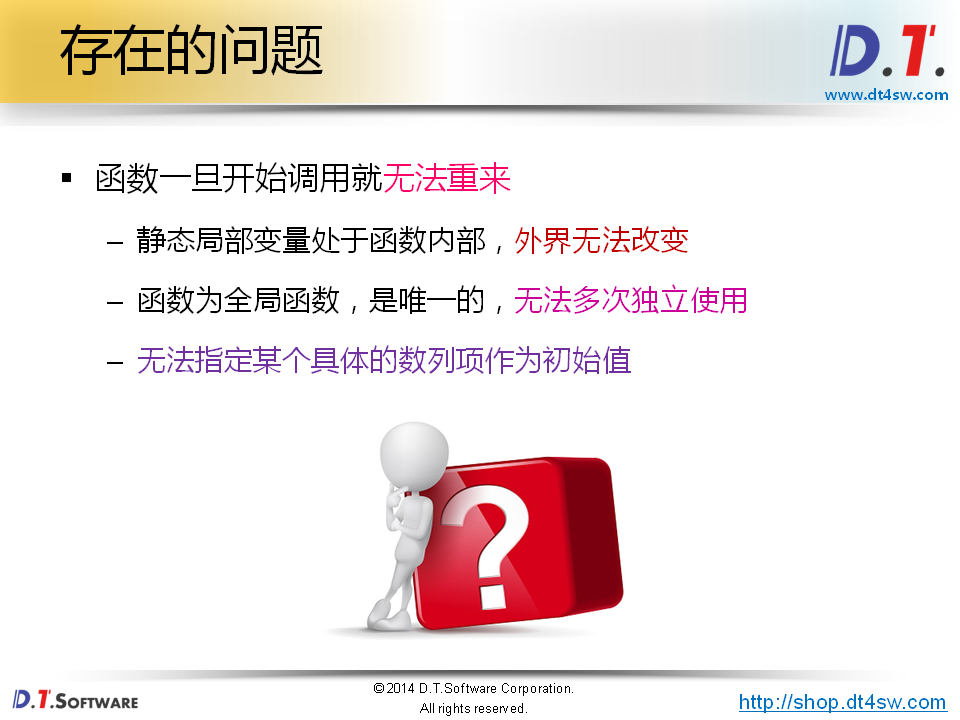 存在的问题
D.T.
www.dt4sw.com
▪ 函数一旦开始调用就无法重来
– 静态局部变量处于函数内部，外界无法改变
– 函数为全局函数，是唯一的，无法多次独立使用
– 无法指定某个具体的数列项作为初始值
?
D.T.SOFTWARE
©2014 D.T.Software Corporation.
All rights reserved.
http://shop.dt4sw.com